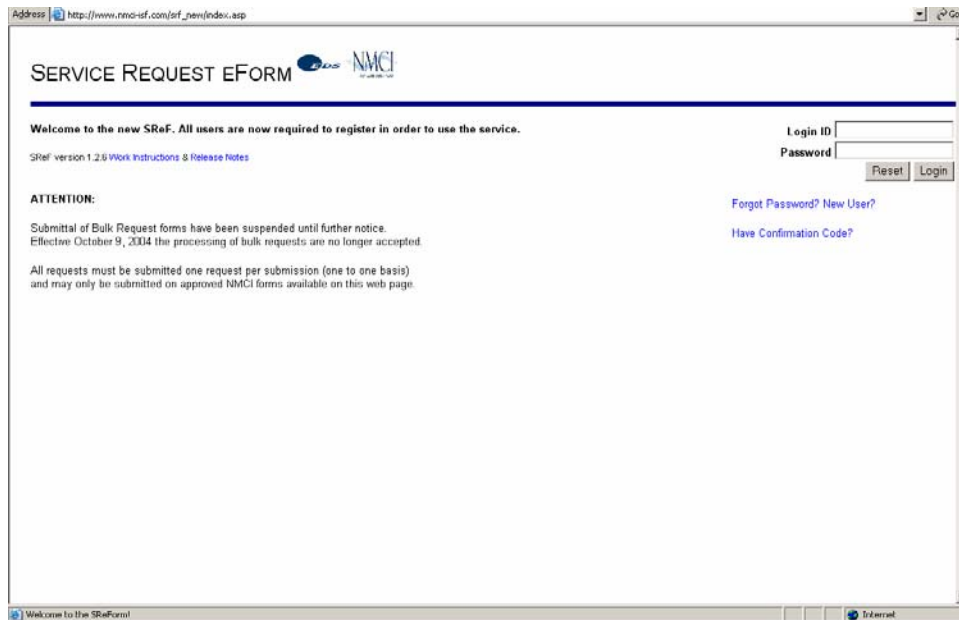 Address http://www.nmci-isf.com/srf_new/index.asp Go
SERVICE REQUEST EFORM EDS NMCI
Welcome to the new SReF. All users are now required to register in order to use the service.
Login ID
SReF version 1.2.6 Work Instructions & Release Notes
Password
Reset Login
ATTENTION:
Forgot Password? New User?
Submittal of Bulk Request forms have been suspended until further notice.
Effective October 9, 2004 the processing of bulk requests are no longer accepted.
Have Confirmation Code?
All requests must be submitted one request per submission (one to one basis)
and may only be submitted on approved NMCI forms available on this web page.
Welcome to the SReForm! Internet